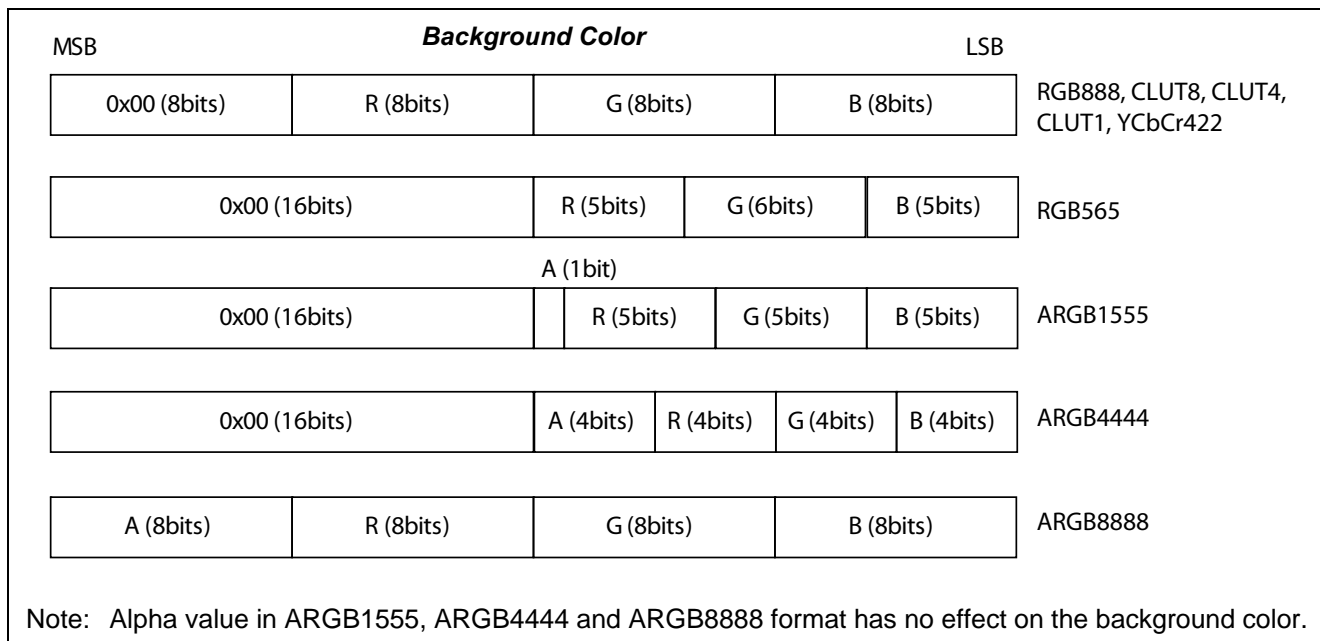 Background Color
MSB LSB
0x00 (8bits) R (8bits) G (8bits) B (8bits) RGB888, CLUT8, CLUT4,
CLUT1, YCbCr422
0x00 (16bits) R (5bits) G (6bits) B (5bits) RGB565
A (1bit)
0x00 (16bits) R (5bits) G (5bits) B (5bits) ARGB1555
0x00 (16bits) A (4bits) R (4bits) G (4bits) B (4bits) ARGB4444
A (8bits) R (8bits) G (8bits) B (8bits) ARGB8888
Note: Alpha value in ARGB1555, ARGB4444 and ARGB8888 format has no effect on the background color.